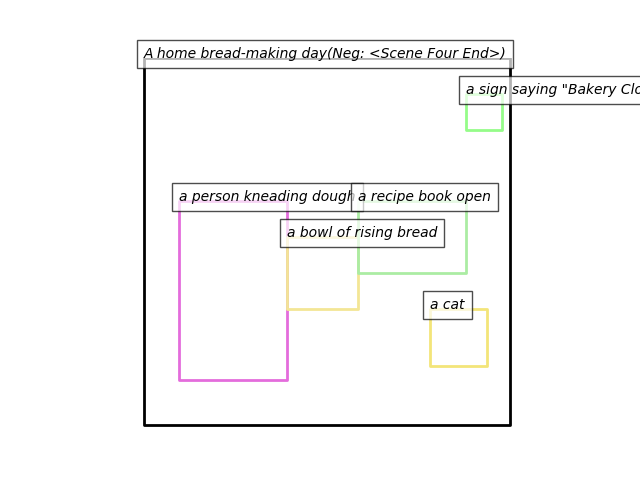 A home bread-making day(Neg: <Scene Four End>)
a sign saying "Bakery Clo
a person kneading dough
a recipe book open
a bowl of rising bread
a cat